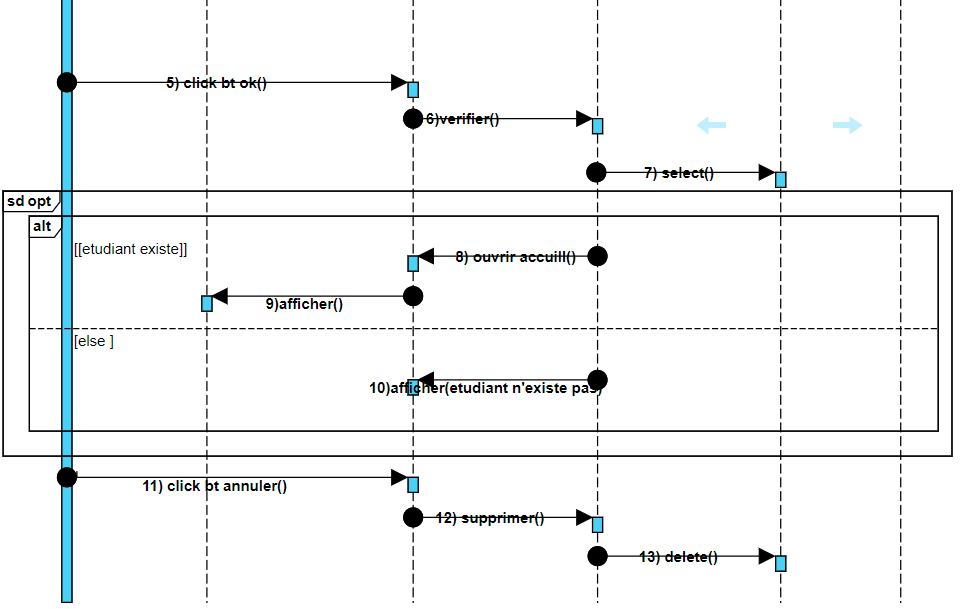 5) click bt ok()
6)verifier()
7) select()
sd opt
alt
[[etudiant existe]]
8) ouvrir accuill()
9)afficher()
[else ]
10)afficher(etudiant n'existe pas)
11) click bt annuler()
12) supprimer()
13) delete()